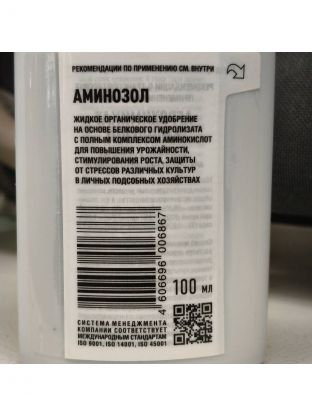 РЕКОМЕНДАЦИИ ПО ПРИМЕНЕНИЮ СМ. ВНУТРИ
АМИНОЗОЛ
ЖИДКОЕ ОРГАНИЧЕСКОЕ УДОБРЕНИЕ
НА ОСНОВЕ БЕЛКОВОГО ГИДРОЛИЗАТА
С ПОЛНЫМ КОМПЛЕКСОМ АМИНОКИСЛОТ
ДЛЯ ПОВЫШЕНИЯ УРОЖАЙНОСТИ,
СТИМУЛИРОВАНИЯ РОСТА, ЗАЩИТЫ
ОТ СТРЕССОВ РАЗЛИЧНЫХ КУЛЬТУР
В ЛИЧНЫХ ПОДСОБНЫХ ХОЗЯЙСТВАХ
4 606696 006867
100 мл
СИСТЕМА МЕНЕДЖМЕНТА
КОМПАНИИ СООТВЕТСТВУЕТ
МЕЖДУНАРОДНЫМ СТАНДАРТАМ
ISO 9001, ISO 14001, ISO 45001